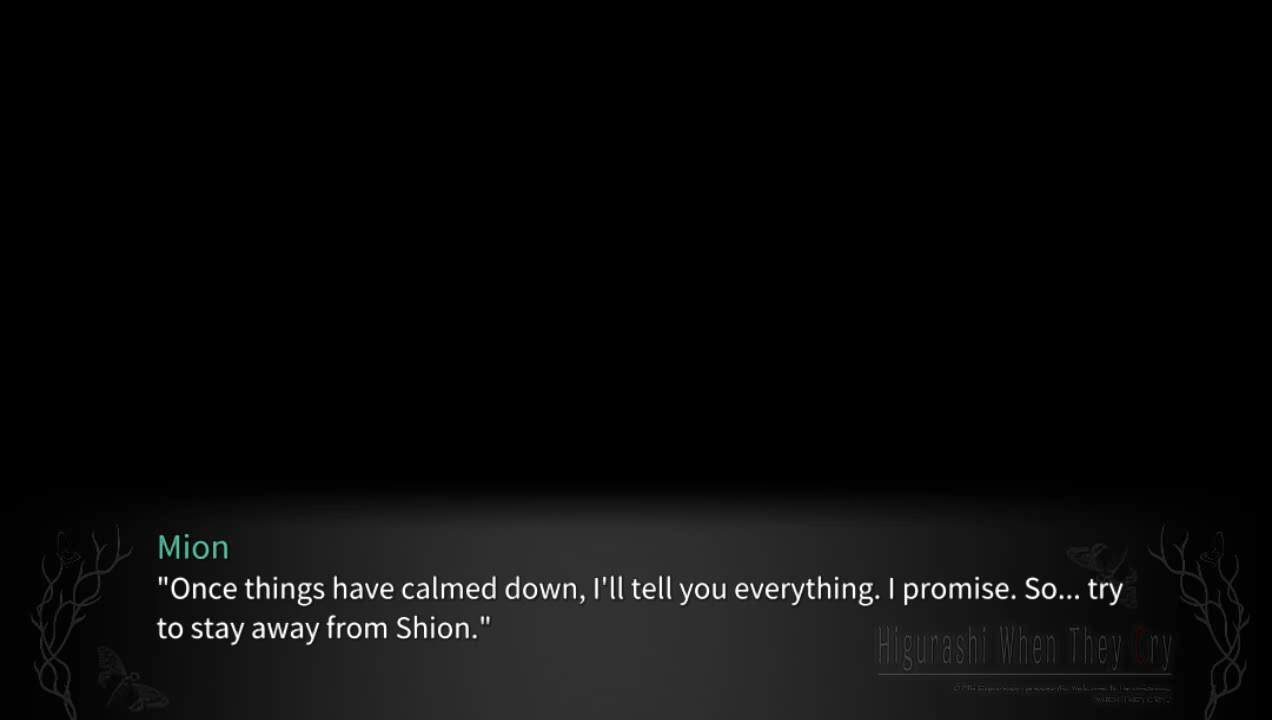 Mion
"Once things have calmed down, I'll tell you everything. I promise. So... try
to stay away from Shion."
Higurashi When They Cry